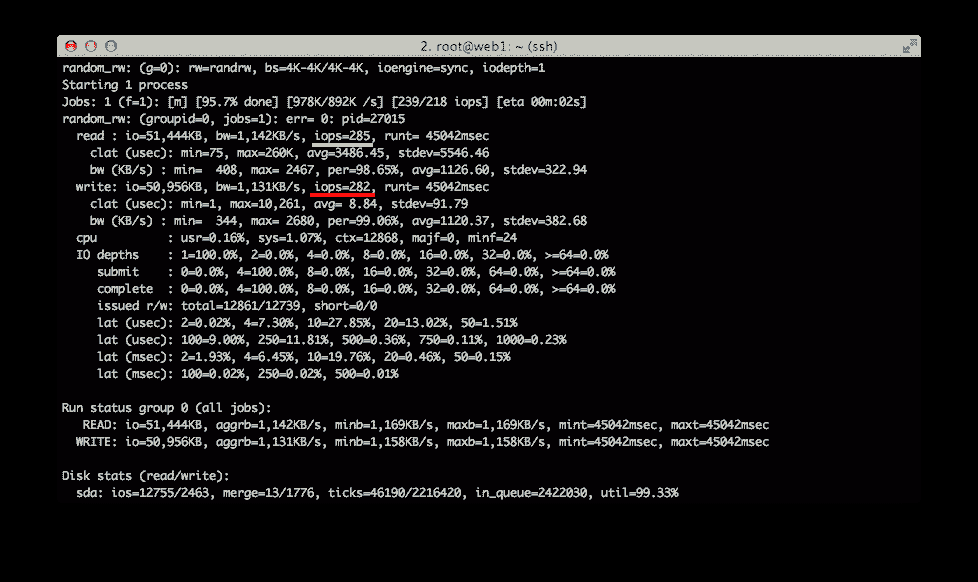 2. root@web1: ~ (ssh)
random_rw: (g=0): rw=randrw, bs=4K-4K/4K-4K, ioengine=sync, iodepth=1
Starting 1 process
Jobs: 1 (f=1): [m] [95.7% done] [978K/892K /s] [239/218 iops] [eta 00m:02s]
random_rw: (groupid=0, jobs=1): err= 0: pid=27015
  read : io=51,444KB, bw=1,142KB/s, iops=285, runt= 45042msec
    clat (usec): min=75, max=260K, avg=3486.45, stdev=5546.46
    bw (KB/s) : min=  408, max= 2467, per=98.65%, avg=1126.60, stdev=322.94
  write: io=50,956KB, bw=1,131KB/s, iops=282, runt= 45042msec
    clat (usec): min=1, max=10,261, avg= 8.84, stdev=91.79
    bw (KB/s) : min=  344, max= 2680, per=99.06%, avg=1120.37, stdev=382.68
  cpu          : usr=0.16%, sys=1.07%, ctx=12868, majf=0, minf=24
  IO depths    : 1=100.0%, 2=0.0%, 4=0.0%, 8=0.0%, 16=0.0%, 32=0.0%, >=64=0.0%
     submit    : 0=0.0%, 4=100.0%, 8=0.0%, 16=0.0%, 32=0.0%, 64=0.0%, >=64=0.0%
     complete  : 0=0.0%, 4=100.0%, 8=0.0%, 16=0.0%, 32=0.0%, 64=0.0%, >=64=0.0%
     issued r/w: total=12861/12739, short=0/0
     lat (usec): 2=0.02%, 4=7.30%, 10=27.85%, 20=13.02%, 50=1.51%
     lat (usec): 100=9.00%, 250=11.81%, 500=0.36%, 750=0.11%, 1000=0.23%
     lat (msec): 2=1.93%, 4=6.45%, 10=19.76%, 20=0.46%, 50=0.15%
     lat (msec): 100=0.02%, 250=0.02%, 500=0.01%
Run status group 0 (all jobs):
   READ: io=51,444KB, aggrb=1,142KB/s, minb=1,169KB/s, maxb=1,169KB/s, mint=45042msec, maxt=45042msec
  WRITE: io=50,956KB, aggrb=1,131KB/s, minb=1,158KB/s, maxb=1,158KB/s, mint=45042msec, maxt=45042msec
Disk stats (read/write):
  sda: ios=12755/2463, merge=13/1776, ticks=46190/2216420, in_queue=2422030, util=99.33%